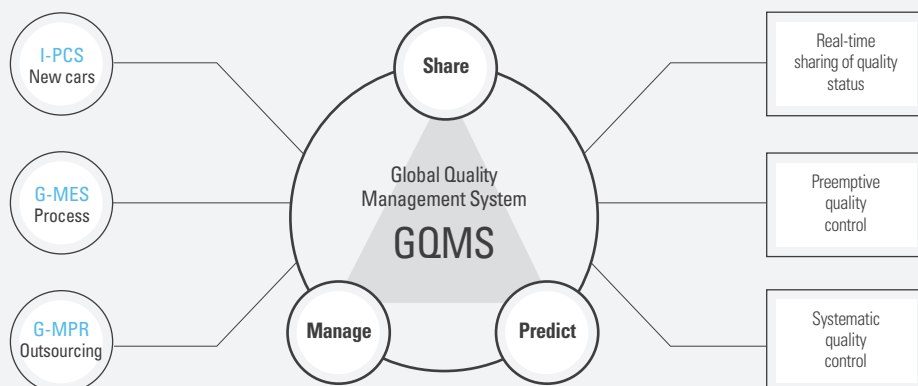 I-PCS
New cars
G-MES
Process
G-MPR
Outsourcing
Share
Global Quality
Management System
GQMS
Manage
Predict
Real-time
sharing of quality
status
Preemptive
quality
control
Systematic
quality
control